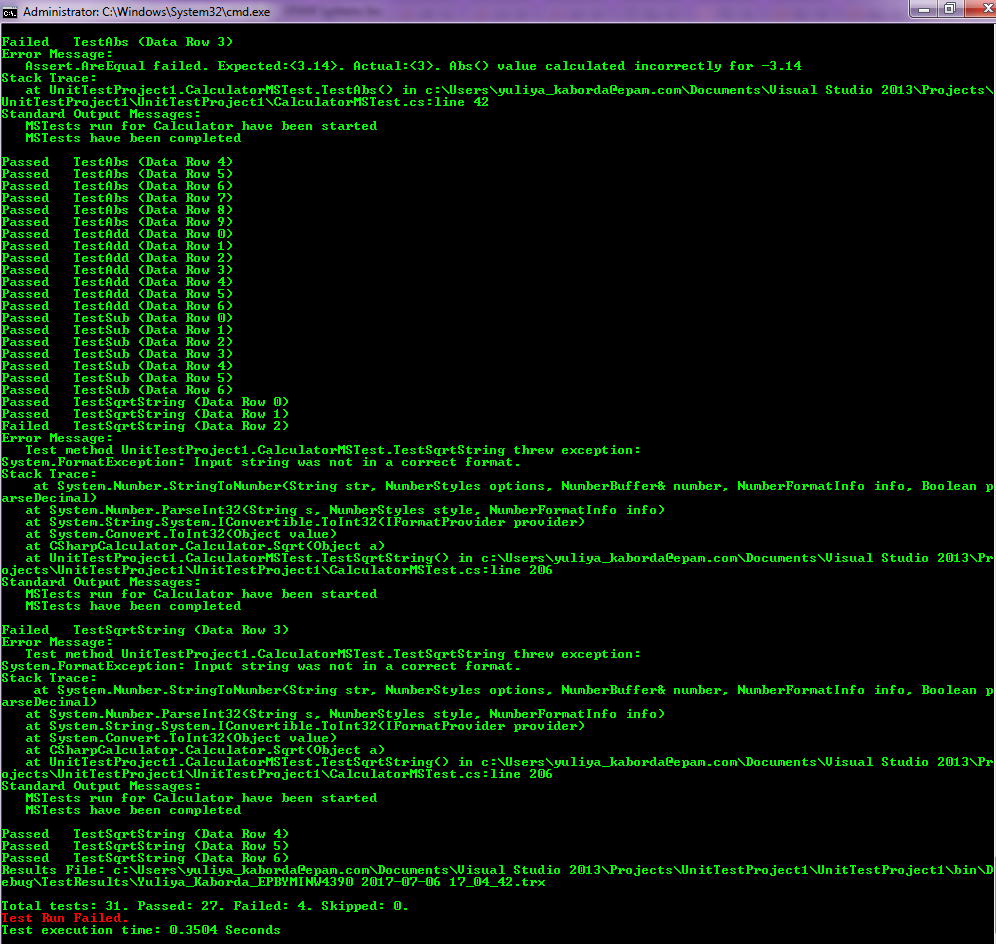 Administrator: C:\Windows\System32\cmd.exe
Failed   TestAbs (Data Row 3)
Error Message:
   Assert.AreEqual failed. Expected:<3.14>. Actual:<3>. Abs() value calculated incorrectly for -3.14
Stack Trace:
   at UnitTestProject1.CalculatorMSTest.TestAbs() in c:\Users\yuliya_kaborda@epam.com\Documents\Visual Studio 2013\Projects\
UnitTestProject1\UnitTestProject1\CalculatorMSTest.cs:line 42
Standard Output Messages:
   MSTests run for Calculator have been started
   MSTests have been completed
Passed   TestAbs (Data Row 4)
Passed   TestAbs (Data Row 5)
Passed   TestAbs (Data Row 6)
Passed   TestAbs (Data Row 7)
Passed   TestAbs (Data Row 8)
Passed   TestAbs (Data Row 9)
Passed   TestAdd (Data Row 0)
Passed   TestAdd (Data Row 1)
Passed   TestAdd (Data Row 2)
Passed   TestAdd (Data Row 3)
Passed   TestAdd (Data Row 4)
Passed   TestAdd (Data Row 5)
Passed   TestAdd (Data Row 6)
Passed   TestSub (Data Row 0)
Passed   TestSub (Data Row 1)
Passed   TestSub (Data Row 2)
Passed   TestSub (Data Row 3)
Passed   TestSub (Data Row 4)
Passed   TestSub (Data Row 5)
Passed   TestSub (Data Row 6)
Passed   TestSqrtString (Data Row 0)
Passed   TestSqrtString (Data Row 1)
Failed   TestSqrtString (Data Row 2)
Error Message:
   Test method UnitTestProject1.CalculatorMSTest.TestSqrtString threw exception:
System.FormatException: Input string was not in a correct format.
Stack Trace:
    at System.Number.StringToNumber(String str, NumberStyles options, NumberBuffer& number, NumberFormatInfo info, Boolean p
arseDecimal)
   at System.Number.ParseInt32(String s, NumberStyles style, NumberFormatInfo info)
   at System.String.System.IConvertible.ToInt32(IFormatProvider provider)
   at System.Convert.ToInt32(Object value)
   at CSharpCalculator.Calculator.Sqrt(Object a)
   at UnitTestProject1.CalculatorMSTest.TestSqrtString() in c:\Users\yuliya_kaborda@epam.com\Documents\Visual Studio 2013\Pr
ojects\UnitTestProject1\UnitTestProject1\CalculatorMSTest.cs:line 206
Standard Output Messages:
   MSTests run for Calculator have been started
   MSTests have been completed
Failed   TestSqrtString (Data Row 3)
Error Message:
   Test method UnitTestProject1.CalculatorMSTest.TestSqrtString threw exception:
System.FormatException: Input string was not in a correct format.
Stack Trace:
    at System.Number.StringToNumber(String str, NumberStyles options, NumberBuffer& number, NumberFormatInfo info, Boolean p
arseDecimal)
   at System.Number.ParseInt32(String s, NumberStyles style, NumberFormatInfo info)
   at System.String.System.IConvertible.ToInt32(IFormatProvider provider)
   at System.Convert.ToInt32(Object value)
   at CSharpCalculator.Calculator.Sqrt(Object a)
   at UnitTestProject1.CalculatorMSTest.TestSqrtString() in c:\Users\yuliya_kaborda@epam.com\Documents\Visual Studio 2013\Pr
ojects\UnitTestProject1\UnitTestProject1\CalculatorMSTest.cs:line 206
Standard Output Messages:
   MSTests run for Calculator have been started
   MSTests have been completed
Passed   TestSqrtString (Data Row 4)
Passed   TestSqrtString (Data Row 5)
Passed   TestSqrtString (Data Row 6)
Results File: c:\Users\yuliya_kaborda@epam.com\Documents\Visual Studio 2013\Projects\UnitTestProject1\UnitTestProject1\bin\D
ebug\TestResults\Yuliya_Kaborda_EPBYMINW4390 2017-07-06 17_04_42.trx
Total tests: 31. Passed: 27. Failed: 4. Skipped: 0.
Test Run Failed.
Test execution time: 0.3504 Seconds